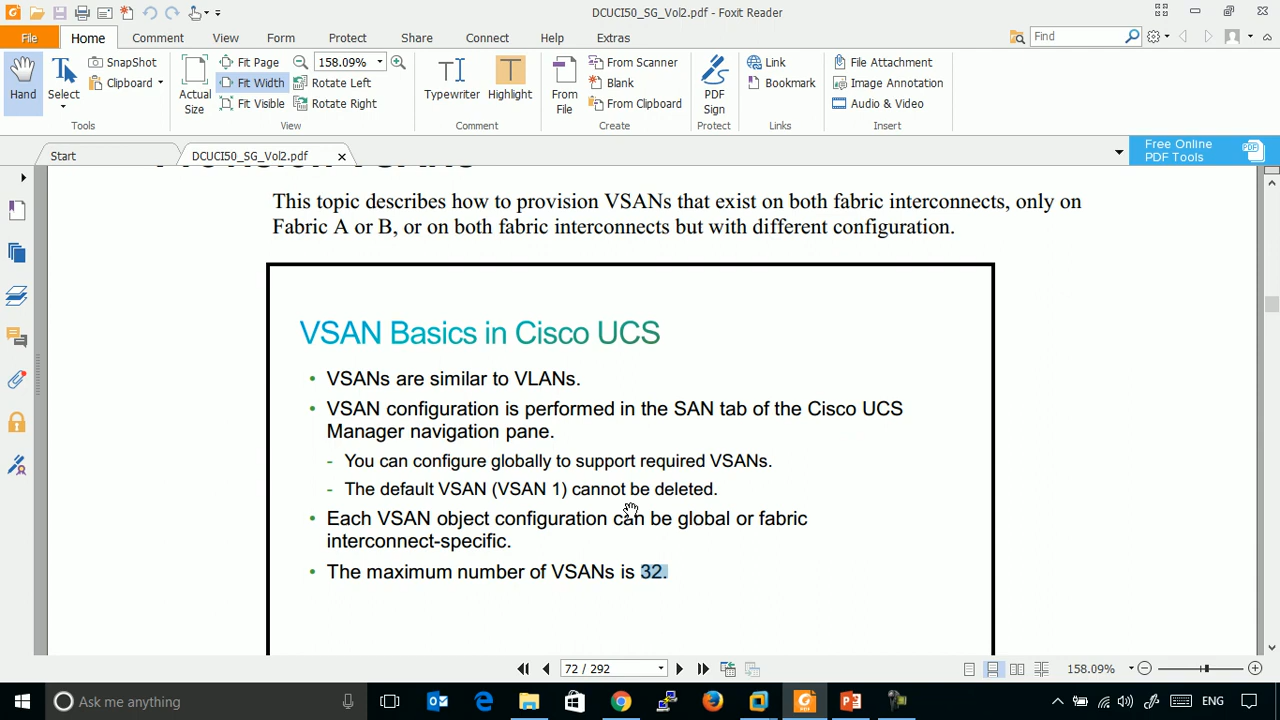 DCUCI50_SG_Vol2.pdf - Foxit Reader
File Home Comment View Form Protect Share Connect Help Extras Find
Hand
Select
SnapShot
Clipboard
Tools
Actual Size
Fit Page
Fit Width
Fit Visible
158.09%
Rotate Left
Rotate Right
View
Typewriter
Highlight
Comment
From File
From Scanner
Blank
From Clipboard
Create
PDF Sign
Protect
Link
Bookmark
Links
File Attachment
Image Annotation
Audio & Video
Insert
Start DCUCI50_SG_Vol2.pdf
Free Online
PDF Tools
This topic describes how to provision VSANs that exist on both fabric interconnects, only on
Fabric A or B, or on both fabric interconnects but with different configuration.
VSAN Basics in Cisco UCS
• VSANs are similar to VLANs.
• VSAN configuration is performed in the SAN tab of the Cisco UCS
Manager navigation pane.
- You can configure globally to support required VSANs.
- The default VSAN (VSAN 1) cannot be deleted.
• Each VSAN object configuration can be global or fabric
interconnect-specific.
• The maximum number of VSANs is 32.
72 / 292
158.09%
Ask me anything
ENG